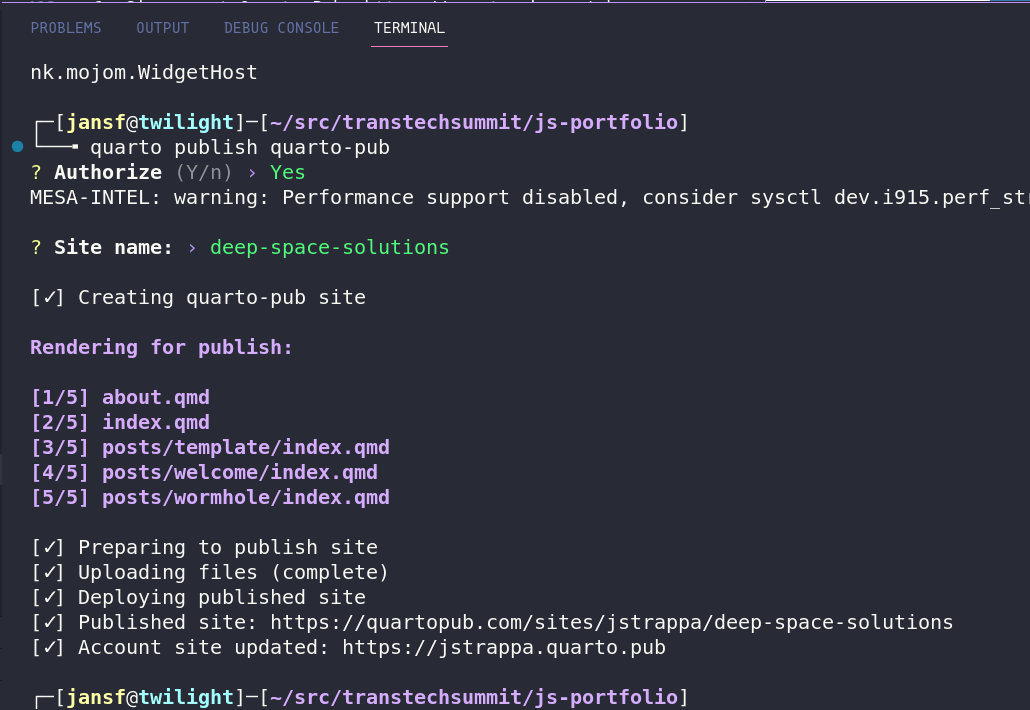 PROBLEMS OUTPUT DEBUG CONSOLE TERMINAL
nk.mojom.WidgetHost
┌─[jansf@twilight]─[~/src/transtechsummit/js-portfolio]
└──╼ quarto publish quarto-pub
? Authorize (Y/n) › Yes
MESA-INTEL: warning: Performance support disabled, consider sysctl dev.i915.perf_str
? Site name: › deep-space-solutions
[✓] Creating quarto-pub site
Rendering for publish:
[1/5] about.qmd
[2/5] index.qmd
[3/5] posts/template/index.qmd
[4/5] posts/welcome/index.qmd
[5/5] posts/wormhole/index.qmd
[✓] Preparing to publish site
[✓] Uploading files (complete)
[✓] Deploying published site
[✓] Published site: https://quartopub.com/sites/jstrappa/deep-space-solutions
[✓] Account site updated: https://jstrappa.quarto.pub
┌─[jansf@twilight]─[~/src/transtechsummit/js-portfolio]